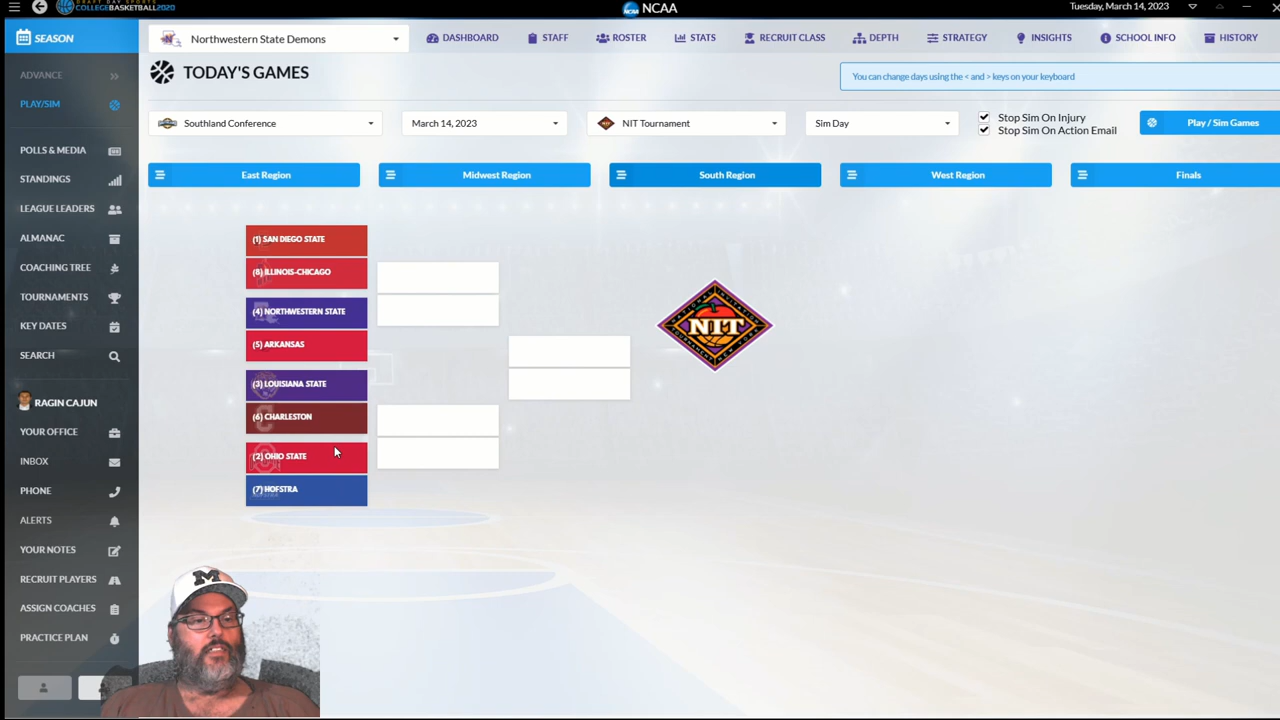 DRAFT DAY SPORTS
COLLEGE BASKETBALL 2020
NCAA
Tuesday, March 14, 2023
SEASON
Northwestern State Demons
DASHBOARD
STAFF
ROSTER
STATS
RECRUIT CLASS
DEPTH
STRATEGY
INSIGHTS
SCHOOL INFO
HISTORY
ADVANCE
TODAY'S GAMES
You can change days using the < and > keys on your keyboard
PLAY/SIM
Southland Conference
March 14, 2023
NIT Tournament
Sim Day
Stop Sim On Injury
Stop Sim On Action Email
Play / Sim Games
POLLS & MEDIA
STANDINGS
LEAGUE LEADERS
ALMANAC
COACHING TREE
TOURNAMENTS
KEY DATES
SEARCH
RAGIN CAJUN
YOUR OFFICE
INBOX
PHONE
ALERTS
YOUR NOTES
RECRUIT PLAYERS
ASSIGN COACHES
PRACTICE PLAN
East Region
Midwest Region
South Region
West Region
Finals
(1) SAN DIEGO STATE
(8) ILLINOIS-CHICAGO
(4) NORTHWESTERN STATE
(5) ARKANSAS
(3) LOUISIANA STATE
(6) CHARLESTON
(2) OHIO STATE
(7) HOFSTRA
NIT
M